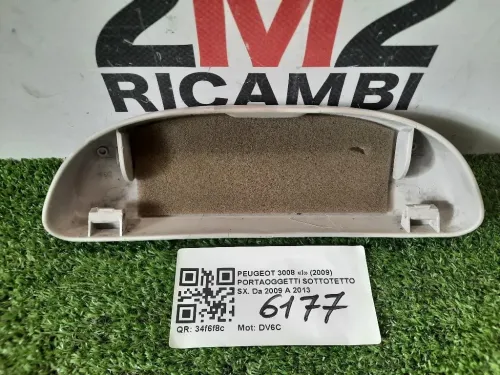 2M2
RICAMBI
PEUGEOT 3008 «I» (2009)
PORTAOGGETTI SOTTOTETTO
SX. Da 2009 A 2013
6177
QR: 34f6f8c Mot: DV6C